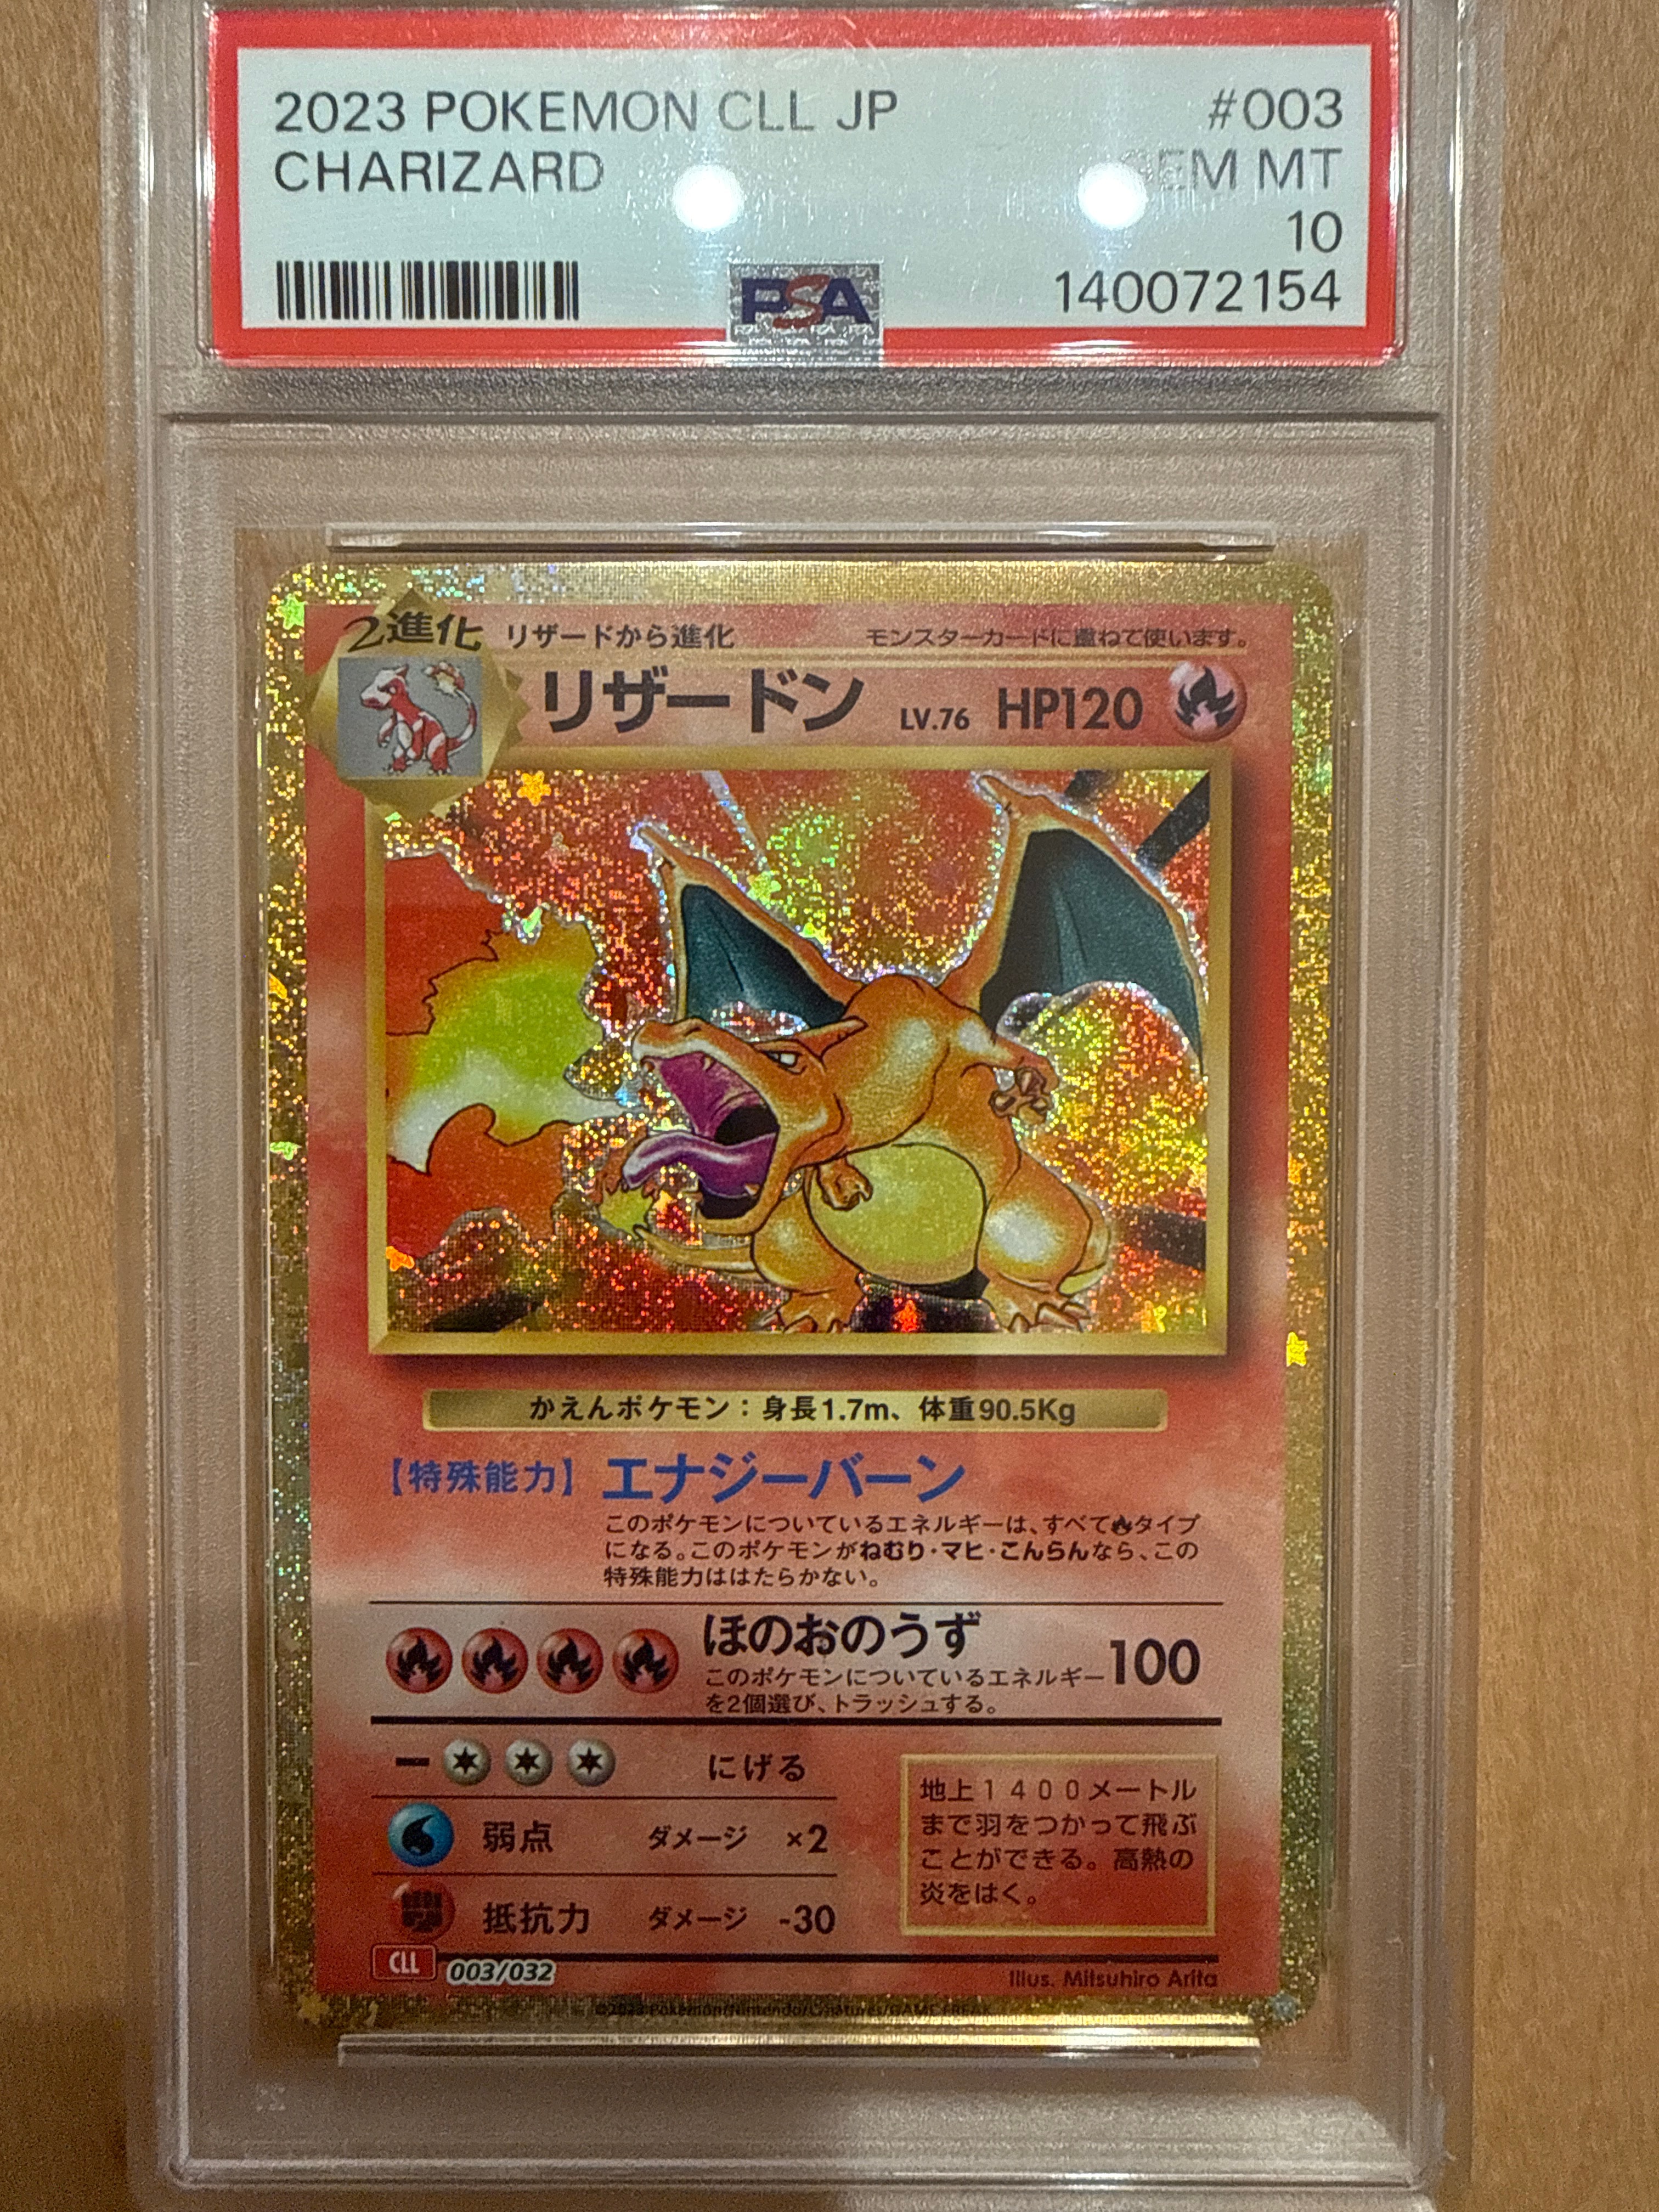 2023 POKEMON CLL JP #003
CHARIZARD GEM MT
10
PSA 140072154
2進化 リザードから進化 モンスターカードに重ねて使います。
リザードン LV.76 HP120
かえんポケモン：身長1.7m、体重90.5Kg
【特殊能力】エナジーバーン
このポケモンについているエネルギーは、すべて🔥タイプ
になる。このポケモンがねむり・マヒ・こんらんなら、この
特殊能力ははたらかない。
ほのおのうず 100
このポケモンについているエネルギー
を2個選び、トラッシュする。
にげる
弱点 ダメージ ×2
抵抗力 ダメージ -30
地上１４００メートル
まで羽をつかって飛ぶ
ことができる。高熱の
炎をはく。
CLL 003/032 Illus. Mitsuhiro Arita
©2023 Pokémon/Nintendo/Creatures/GAME FREAK